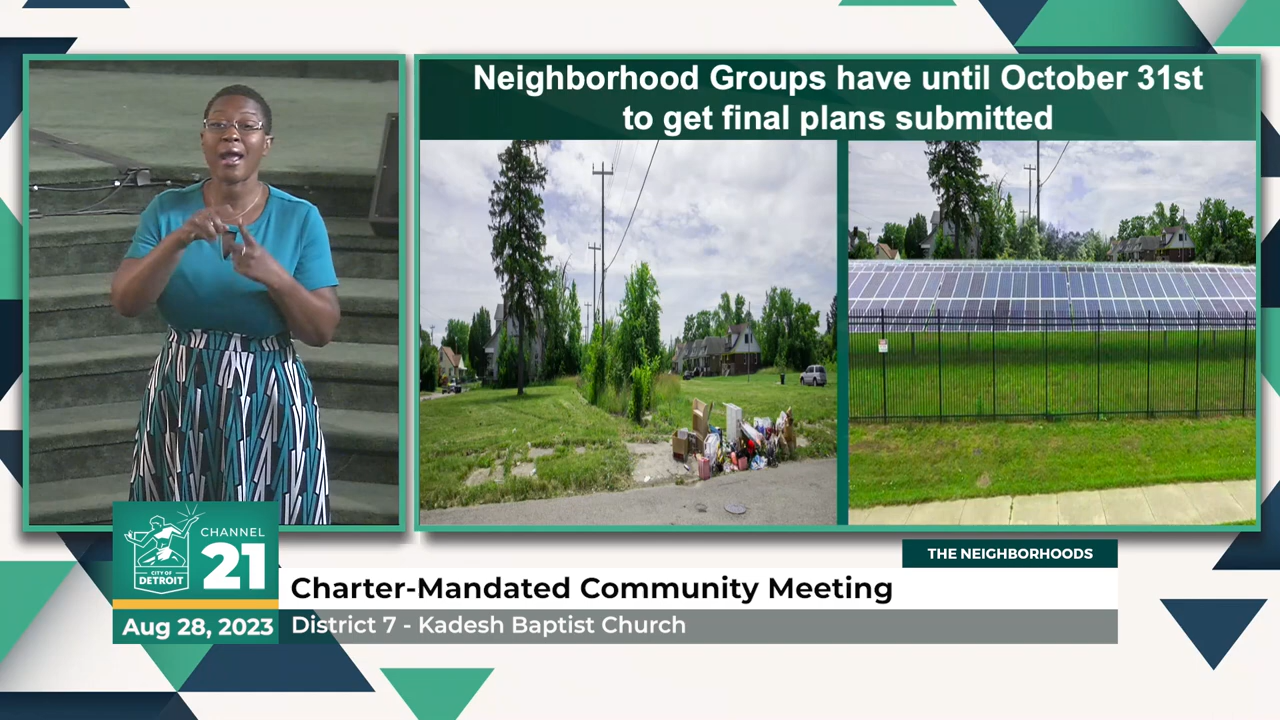 Neighborhood Groups have until October 31st
to get final plans submitted
CHANNEL
21
CITY OF
DETROIT
THE NEIGHBORHOODS
Charter-Mandated Community Meeting
Aug 28, 2023
District 7 - Kadesh Baptist Church